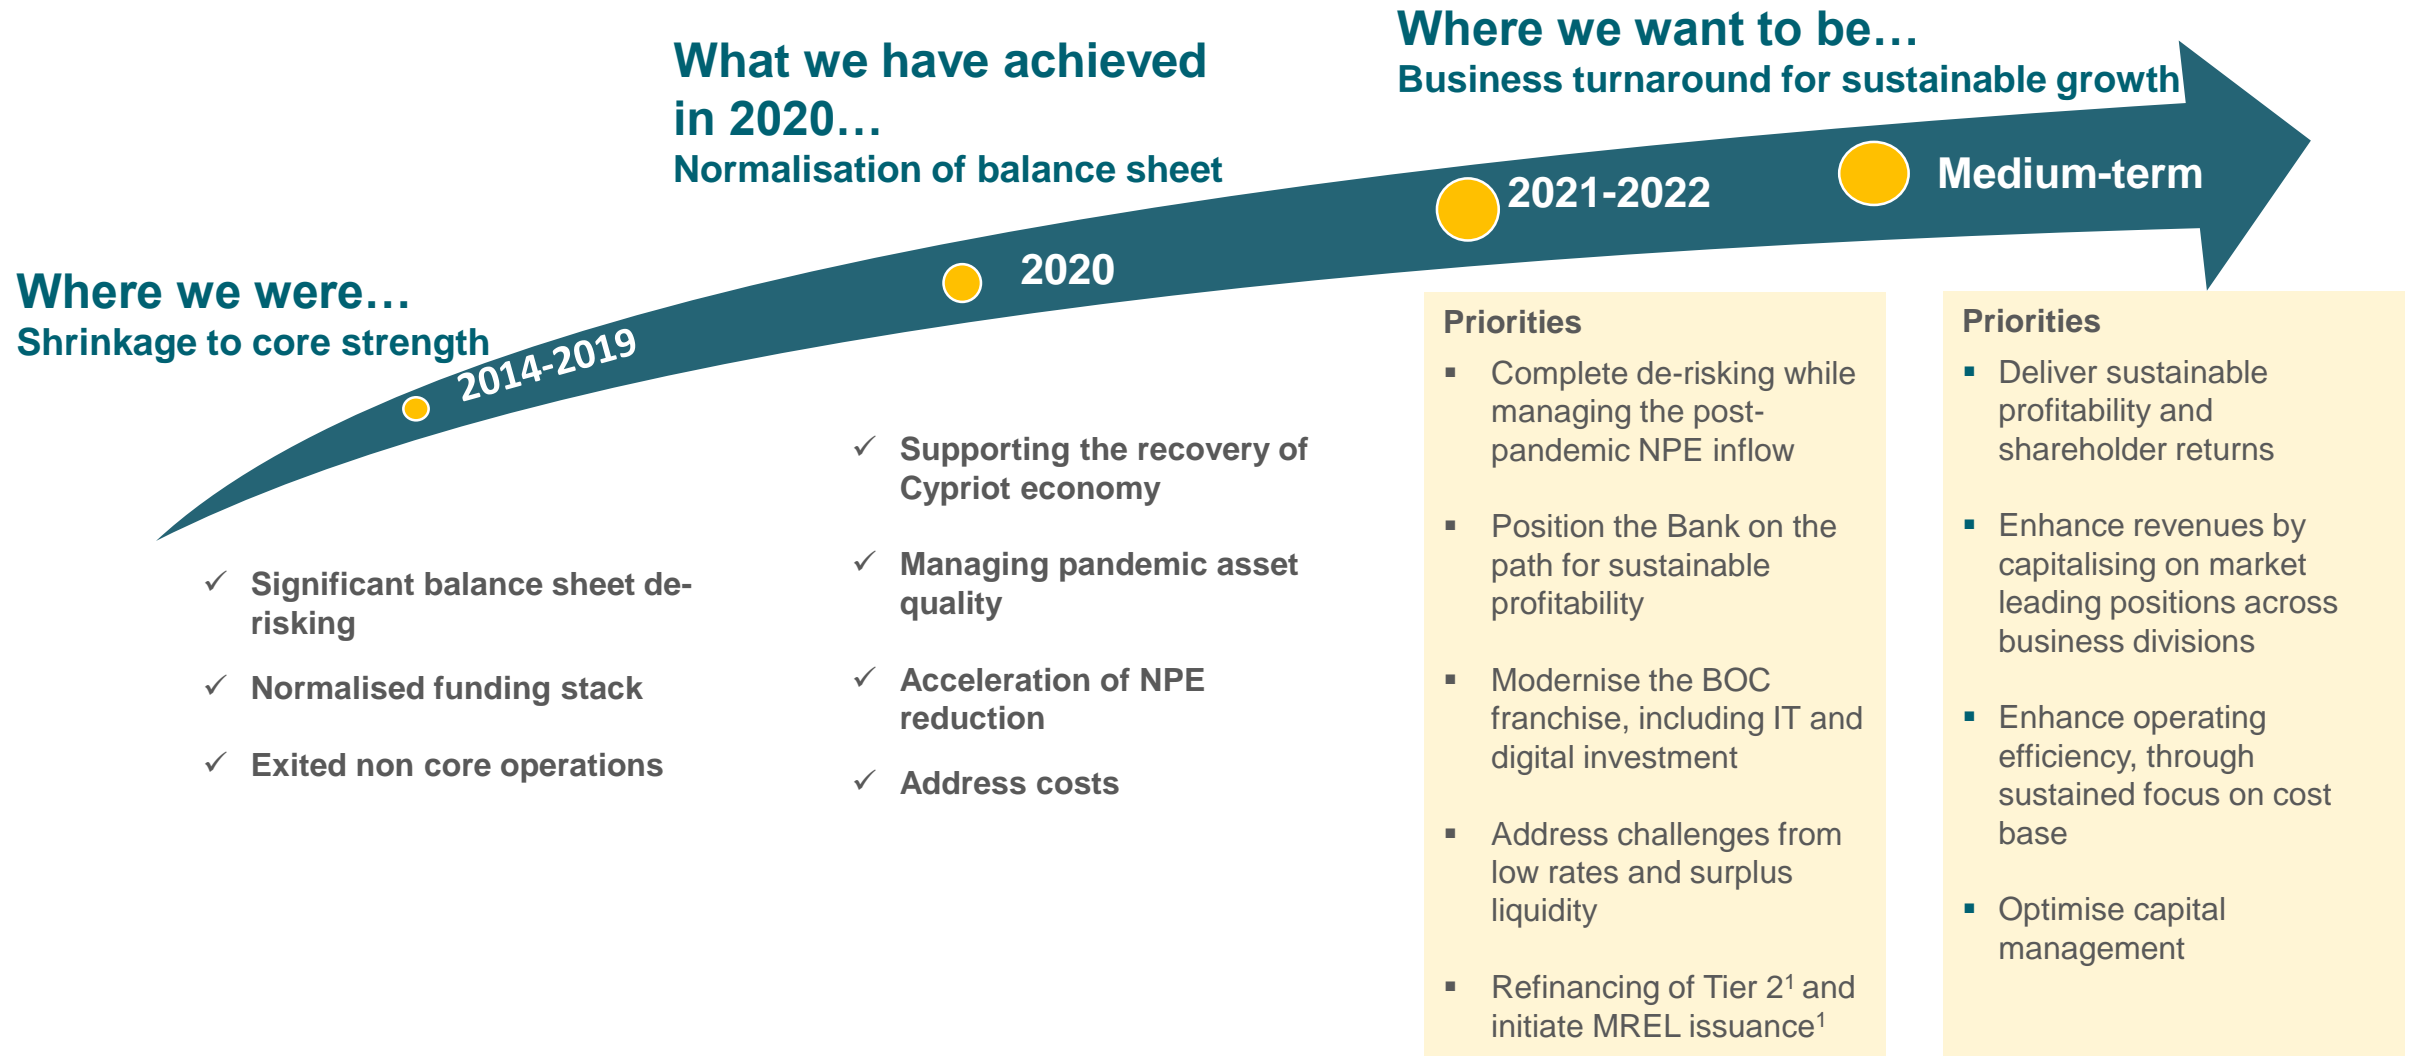 Where we were…
Shrinkage to core strength
2014-2019
✓ Significant balance sheet de-
risking
✓ Normalised funding stack
✓ Exited non core operations
What we have achieved
in 2020…
Normalisation of balance sheet
2020
✓ Supporting the recovery of
Cypriot economy
✓ Managing pandemic asset
quality
✓ Acceleration of NPE
reduction
✓ Address costs
Where we want to be…
Business turnaround for sustainable growth
2021-2022
Priorities
▪ Complete de-risking while
managing the post-
pandemic NPE inflow
▪ Position the Bank on the
path for sustainable
profitability
▪ Modernise the BOC
franchise, including IT and
digital investment
▪ Address challenges from
low rates and surplus
liquidity
▪ Refinancing of Tier 2¹ and
initiate MREL issuance¹
Medium-term
Priorities
▪ Deliver sustainable
profitability and
shareholder returns
▪ Enhance revenues by
capitalising on market
leading positions across
business divisions
▪ Enhance operating
efficiency, through
sustained focus on cost
base
▪ Optimise capital
management